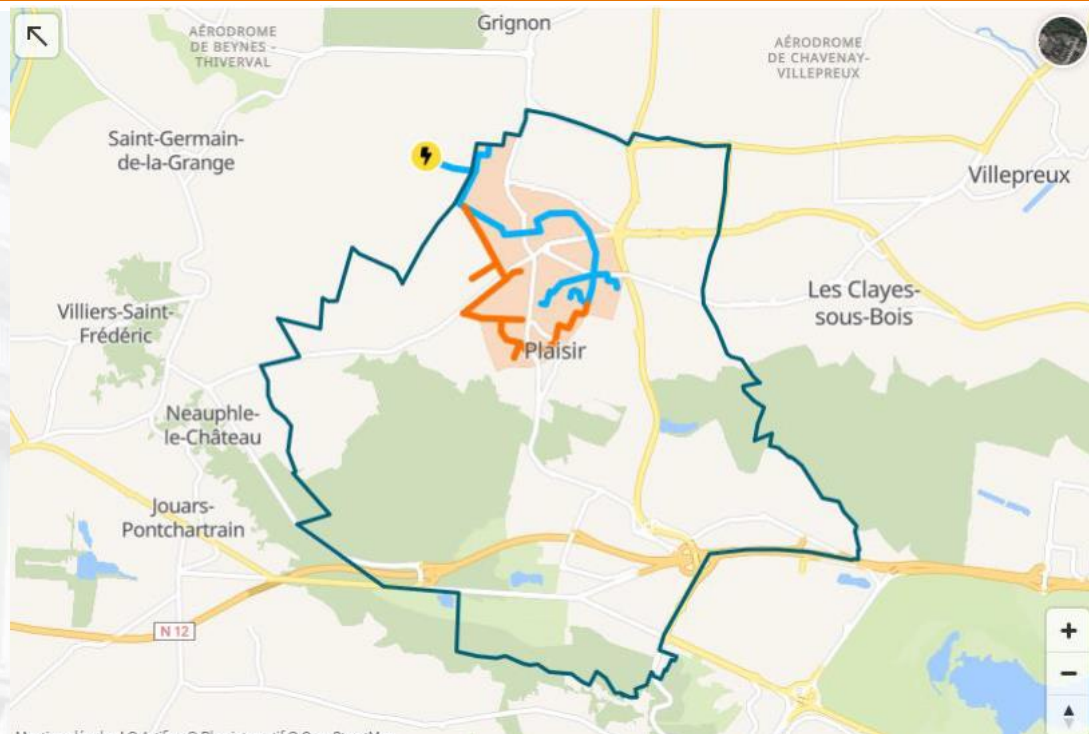 Grignon
AÉRODROME
DE BEYNES -
THIVERVAL
AÉRODROME
DE CHAVENAY-
VILLEPREUX
Saint-Germain-
de-la-Grange
Villepreux
Les Clayes-
sous-Bois
Villiers-Saint-
Frédéric
Plaisir
Neauphle-
le-Château
Jouars-
Pontchartrain
N 12
+
−